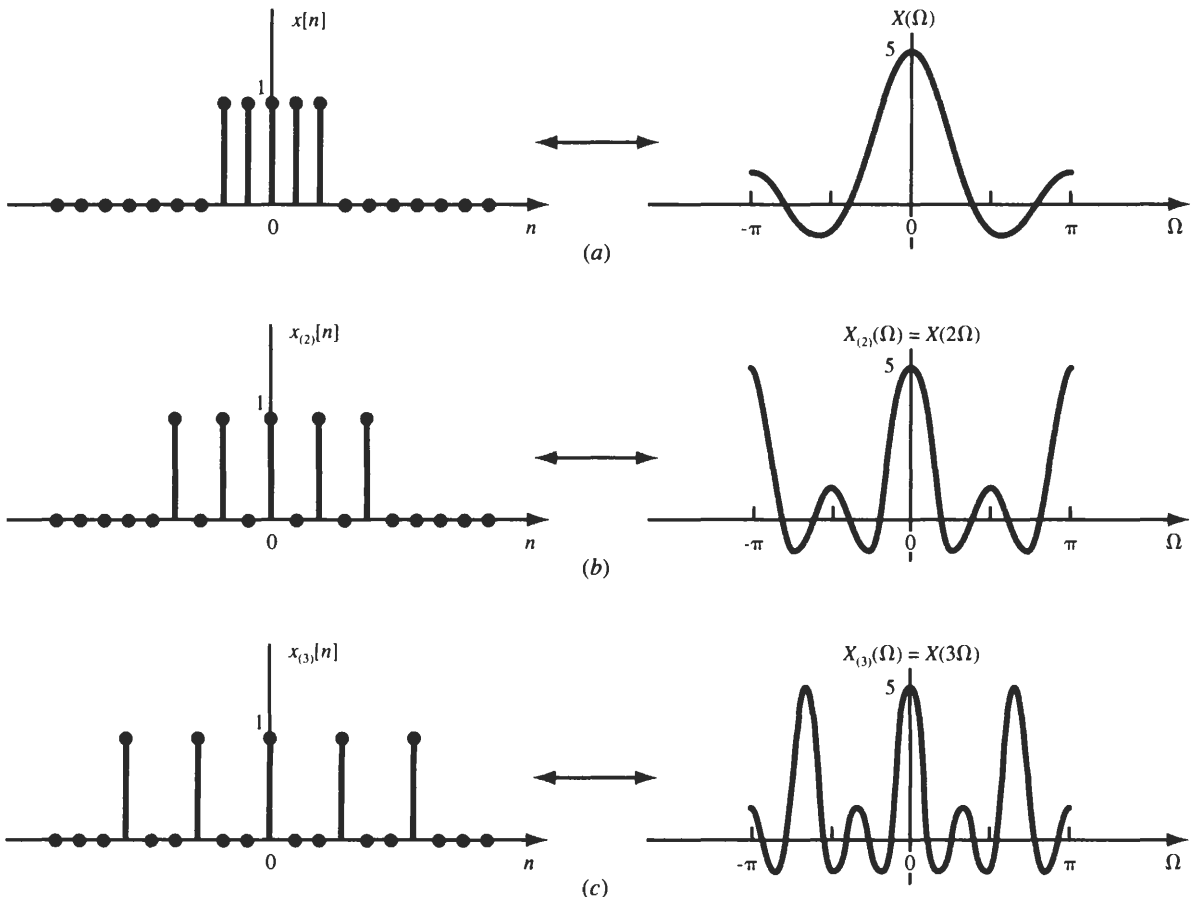 x[n]
X(Ω)
5
1
0
n
-π
0
π
Ω
(a)
x(2)[n]
X(2)(Ω) = X(2Ω)
5
1
0
n
-π
0
π
Ω
(b)
x(3)[n]
X(3)(Ω) = X(3Ω)
5
1
0
n
-π
0
π
Ω
(c)